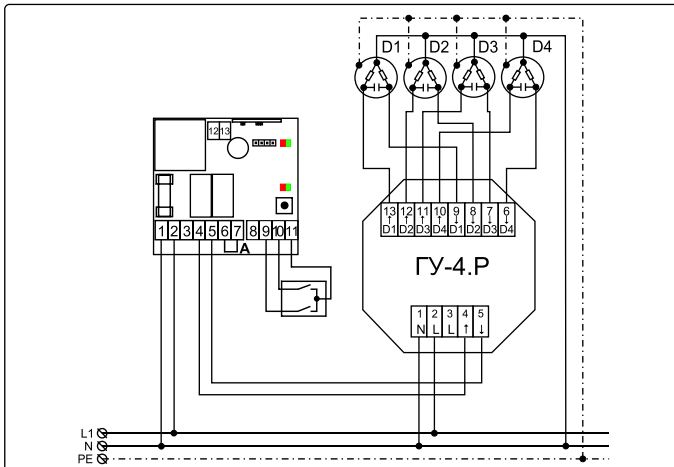 D1 D2 D3 D4
12 13
1 2 3 4 5 6 7 8 9 10 11
A
13 12 11 10 9 8 7 6
↑ ↑ ↑ ↑ ↓ ↓ ↓ ↓
D1 D2 D3 D4 D1 D2 D3 D4
ГУ-4.Р
1 2 3 4 5
N L L ↑ ↓
L1
N
PE